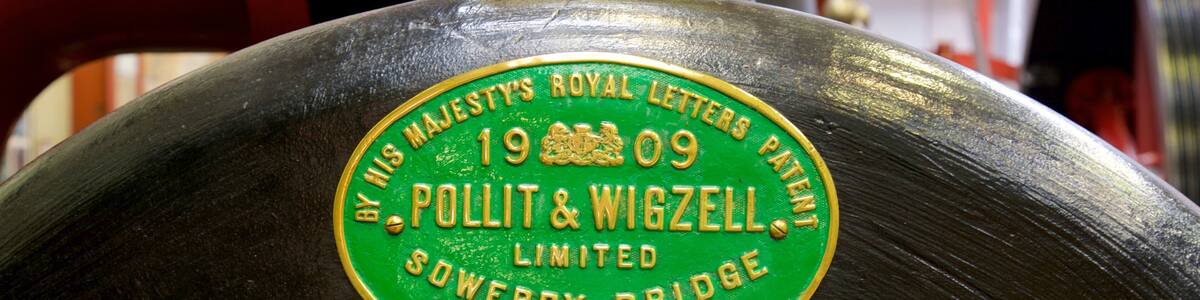 BY HIS MAJESTY'S ROYAL LETTERS PATENT
1909
POLLIT & WIGZELL
LIMITED
SOWERBY BRIDGE